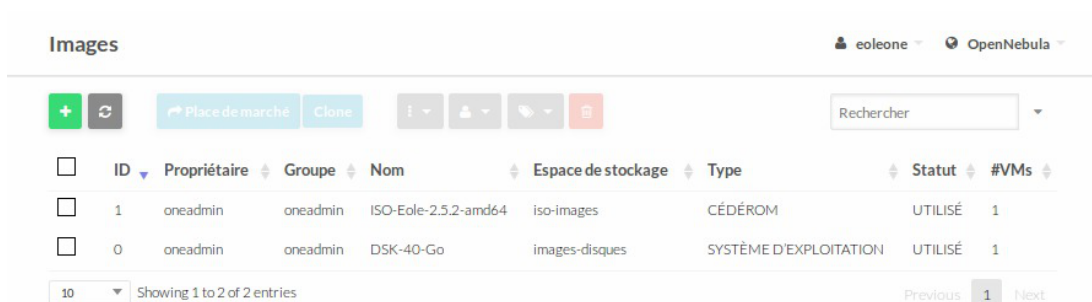 Images
eoleone
OpenNebula
Place de marché
Clone
Rechercher
ID Propriétaire Groupe Nom Espace de stockage Type Statut #VMs
1 oneadmin oneadmin ISO-Eole-2.5.2-amd64 iso-images CÉDÉROM UTILISÉ 1
0 oneadmin oneadmin DSK-40-Go images-disques SYSTÈME D'EXPLOITATION UTILISÉ 1
10 Showing 1 to 2 of 2 entries
Previous 1 Next